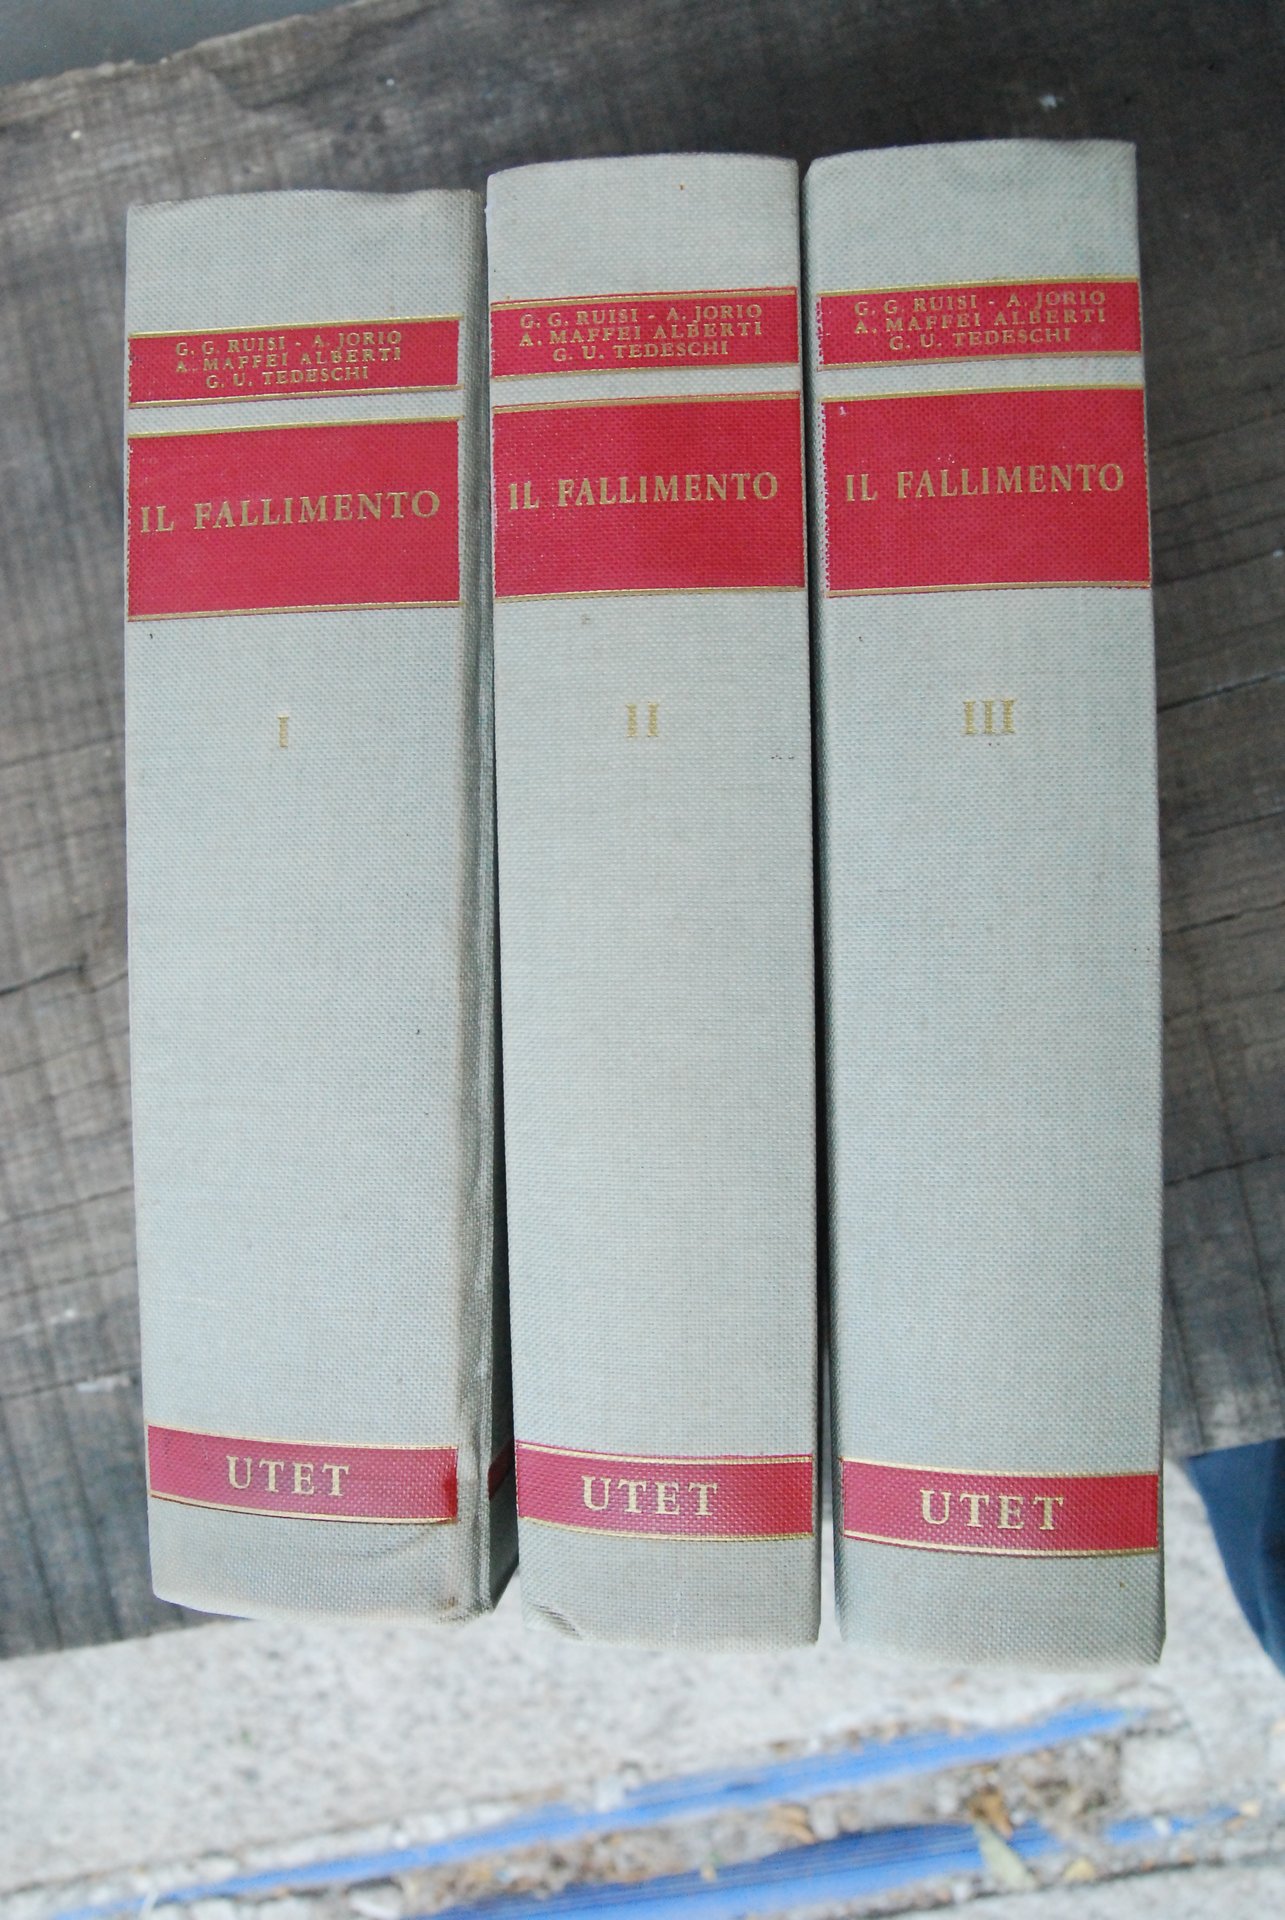 G. G. RUISI - A. JORIO
A. MAFFEI ALBERTI
G. U. TEDESCHI
IL FALLIMENTO
I
UTET
G. G. RUISI - A. JORIO
A. MAFFEI ALBERTI
G. U. TEDESCHI
IL FALLIMENTO
II
UTET
G. G. RUISI - A. JORIO
A. MAFFEI ALBERTI
G. U. TEDESCHI
IL FALLIMENTO
III
UTET